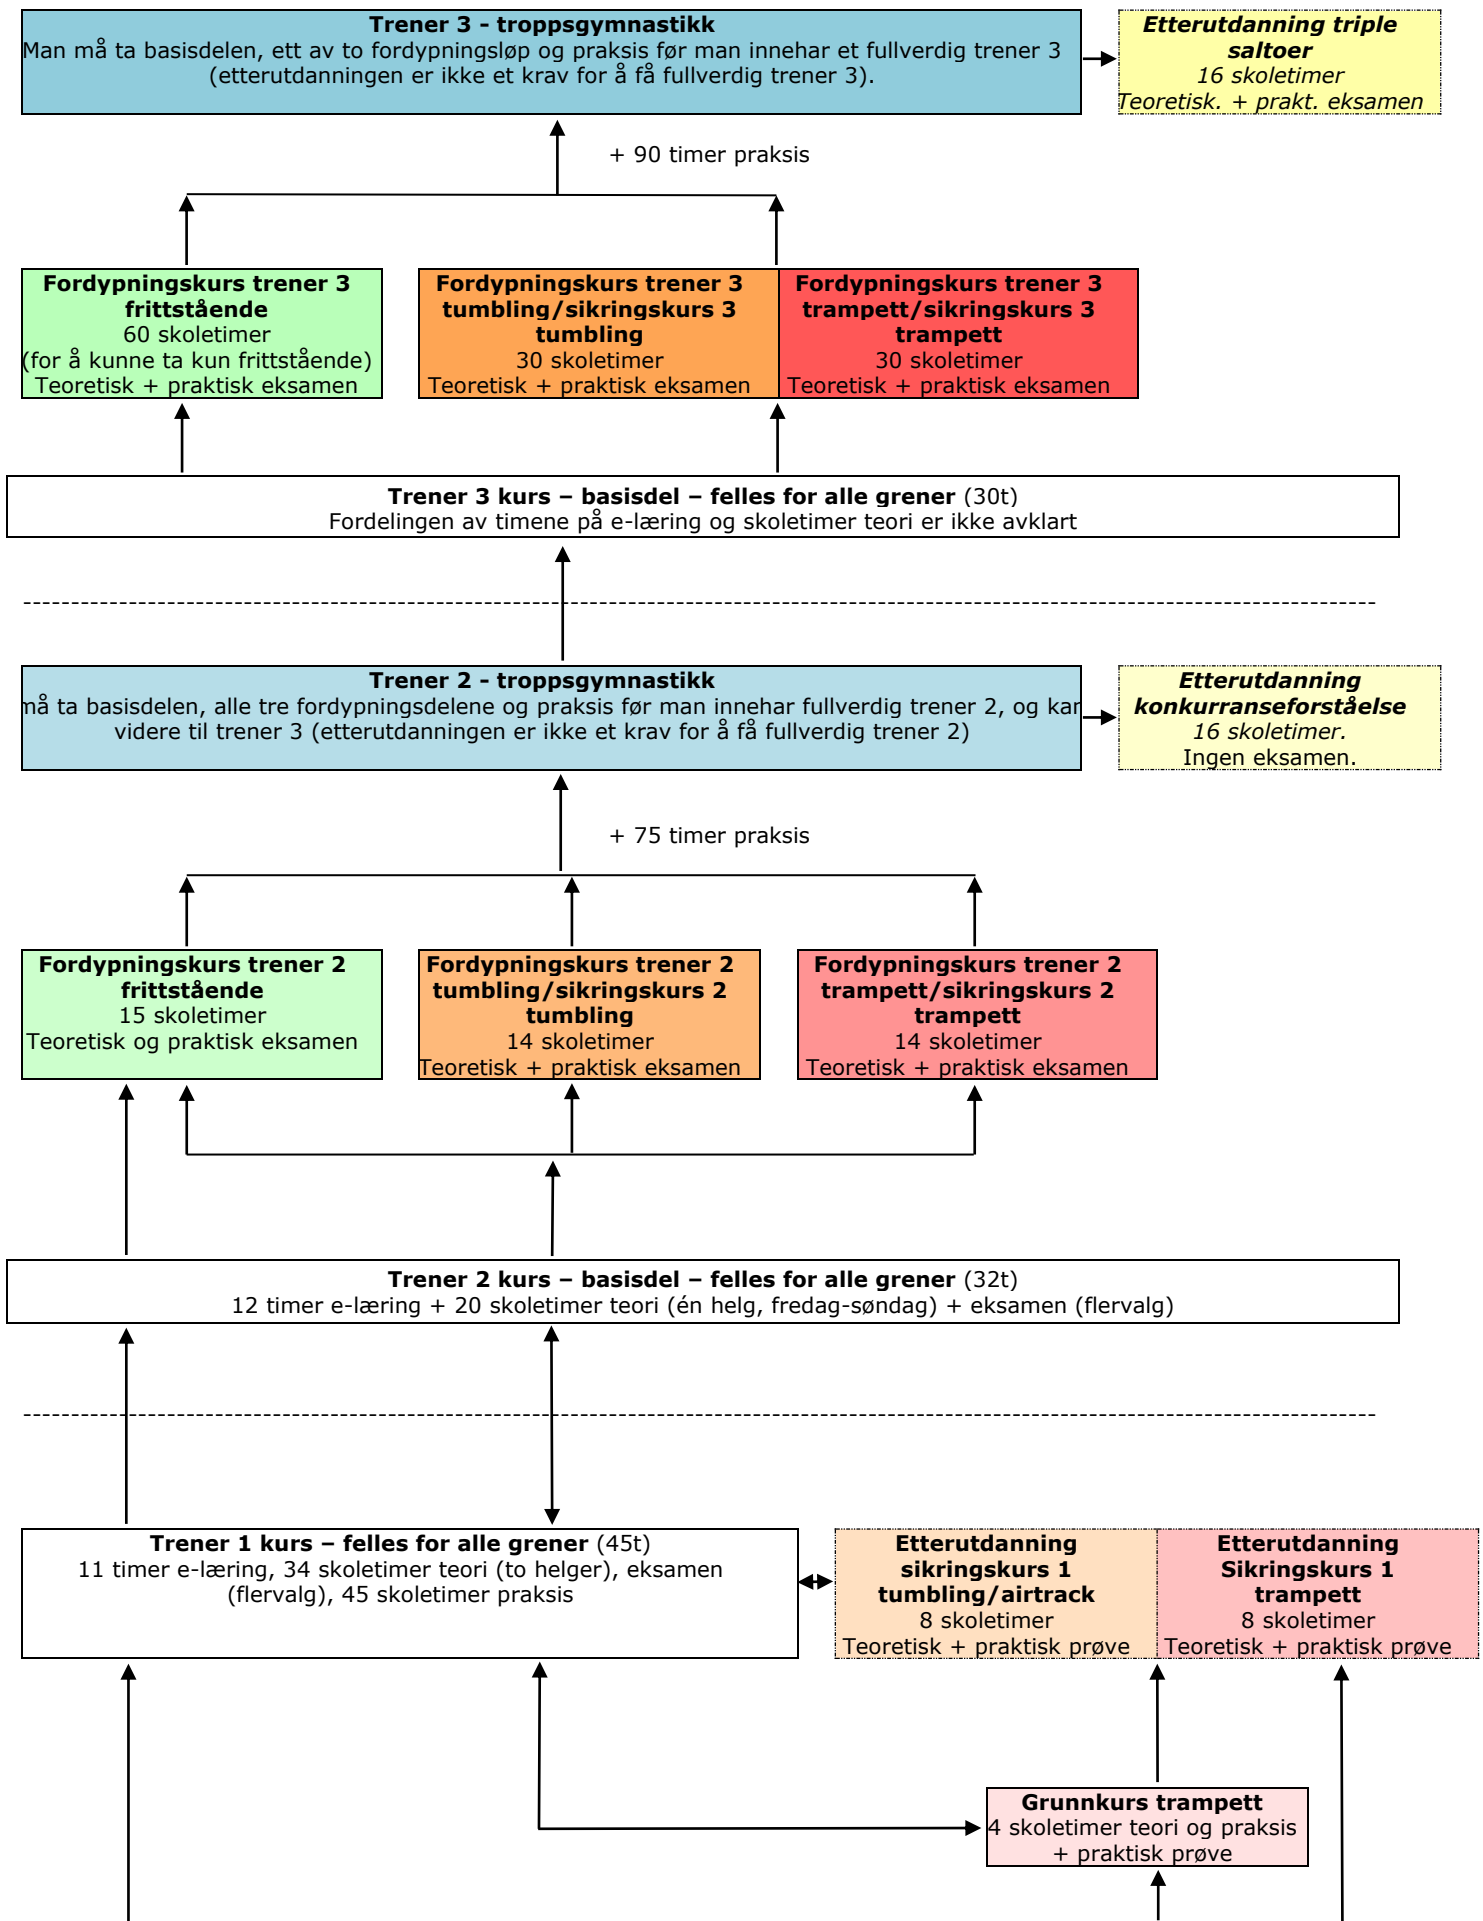 Trener 3 - troppsgymnastikk
Man må ta basisdelen, ett av to fordypningsløp og praksis før man innehar et fullverdig trener 3
(etterutdanningen er ikke et krav for å få fullverdig trener 3).
Etterutdanning triple
saltoer
16 skoletimer
Teoretisk. + prakt. eksamen
+ 90 timer praksis
Fordypningskurs trener 3
frittstående
60 skoletimer
(for å kunne ta kun frittstående)
Teoretisk + praktisk eksamen
Fordypningskurs trener 3
tumbling/sikringskurs 3
tumbling
30 skoletimer
Teoretisk + praktisk eksamen
Fordypningskurs trener 3
trampett/sikringskurs 3
trampett
30 skoletimer
Teoretisk + praktisk eksamen
Trener 3 kurs – basisdel – felles for alle grener (30t)
Fordelingen av timene på e-læring og skoletimer teori er ikke avklart
Trener 2 - troppsgymnastikk
må ta basisdelen, alle tre fordypningsdelene og praksis før man innehar fullverdig trener 2, og kan
videre til trener 3 (etterutdanningen er ikke et krav for å få fullverdig trener 2)
Etterutdanning
konkurranseforståelse
16 skoletimer.
Ingen eksamen.
+ 75 timer praksis
Fordypningskurs trener 2
frittstående
15 skoletimer
Teoretisk og praktisk eksamen
Fordypningskurs trener 2
tumbling/sikringskurs 2
tumbling
14 skoletimer
Teoretisk + praktisk eksamen
Fordypningskurs trener 2
trampett/sikringskurs 2
trampett
14 skoletimer
Teoretisk + praktisk eksamen
Trener 2 kurs – basisdel – felles for alle grener (32t)
12 timer e-læring + 20 skoletimer teori (én helg, fredag-søndag) + eksamen (flervalg)
Trener 1 kurs – felles for alle grener (45t)
11 timer e-læring, 34 skoletimer teori (to helger), eksamen
(flervalg), 45 skoletimer praksis
Etterutdanning
sikringskurs 1
tumbling/airtrack
8 skoletimer
Teoretisk + praktisk prøve
Etterutdanning
Sikringskurs 1
trampett
8 skoletimer
Teoretisk + praktisk prøve
Grunnkurs trampett
4 skoletimer teori og praksis
+ praktisk prøve